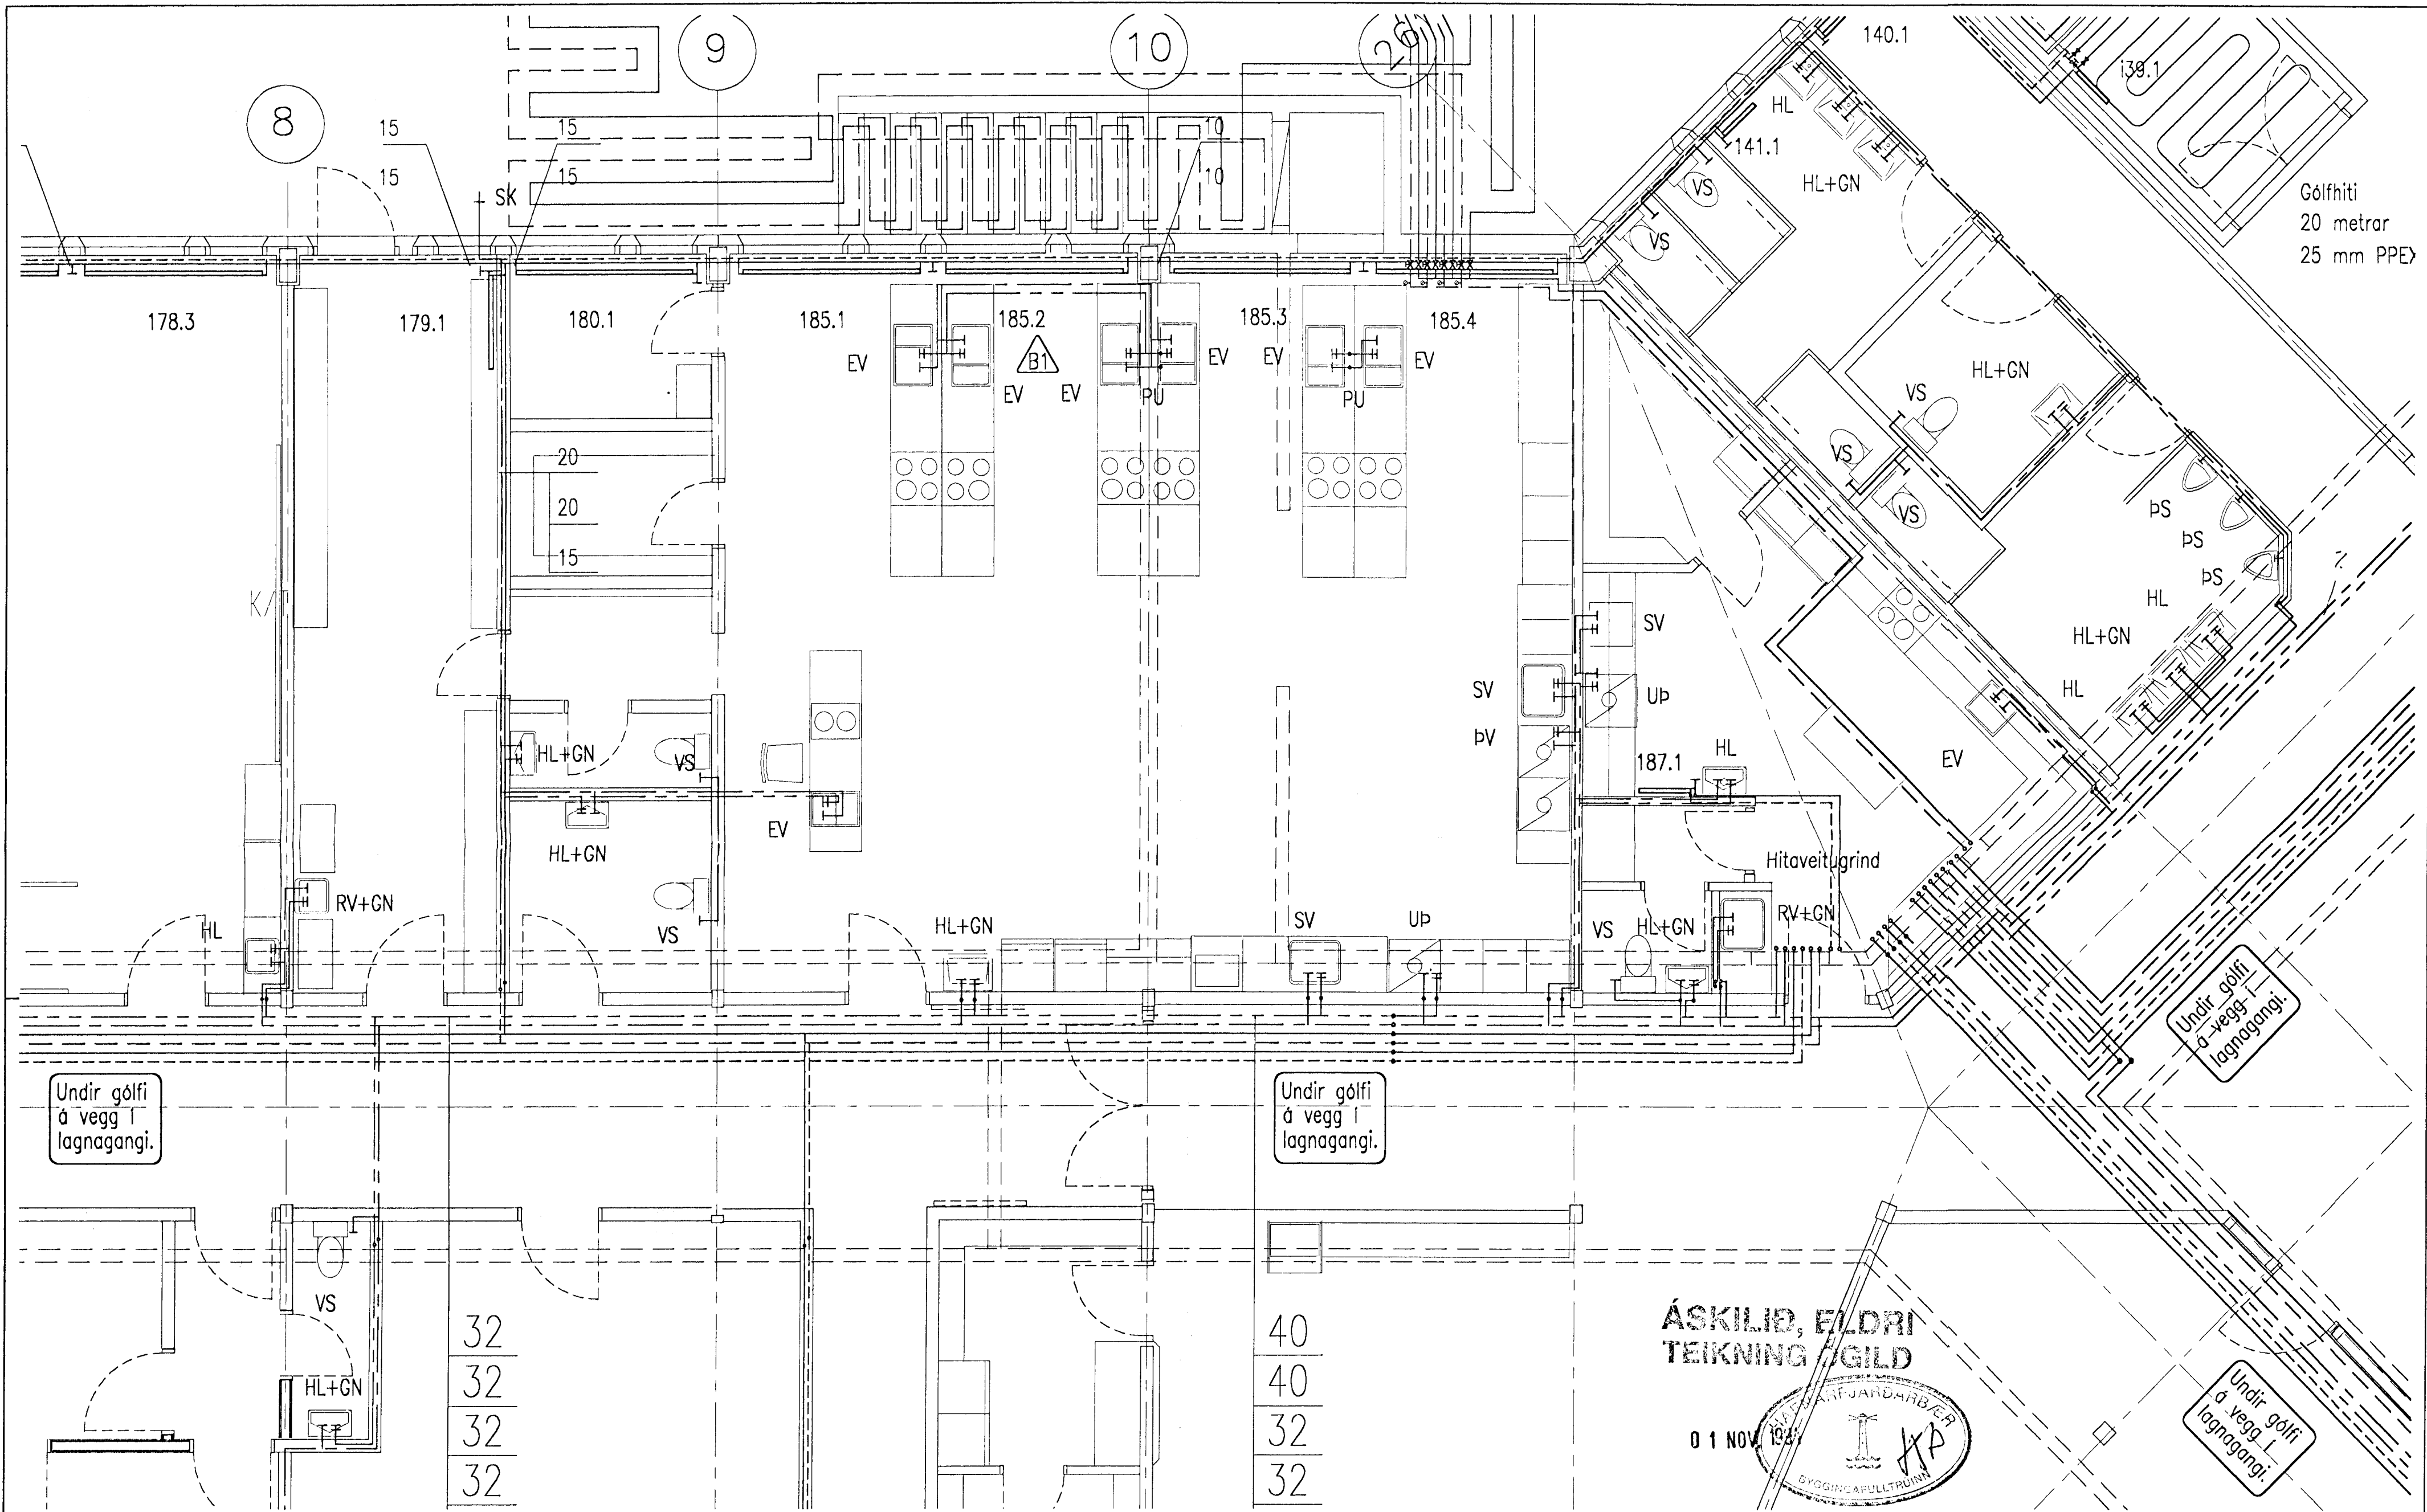 8
9
10
26
140.1
139.1
15
15
15
15
SK
10
10
HL
141.1
VS
HL+GN
VS
Gólfhiti
20 metrar
25 mm PPEX
178.3
179.1
180.1
185.1
185.2
185.3
185.4
B1
EV
EV
EV
EV
EV
EV
PU
PU
HL+GN
VS
VS
VS
20
20
15
ÞS
ÞS
ÞS
HL
HL+GN
HL
K/
SV
SV
UÞ
ÞV
187.1
HL
EV
HL+GN
VS
EV
HL+GN
Hitaveitugrind
RV+GN
HL
VS
HL+GN
SV
UÞ
VS
HL+GN
RV+GN
Undir gólfi
á vegg í
lagnagangi.
Undir gólfi
á vegg í
lagnagangi.
Undir gólfi
á vegg í
lagnagangi.
VS
HL+GN
32
32
32
32
40
40
32
32
ÁSKILIÐ, ELDRI
TEIKNING ÓGILD
HAFNARFJARÐARBÆR
0 1 NOV.
BYGGINGAFULLTRÚINN
Undir gólfi
á vegg í
lagnagangi.